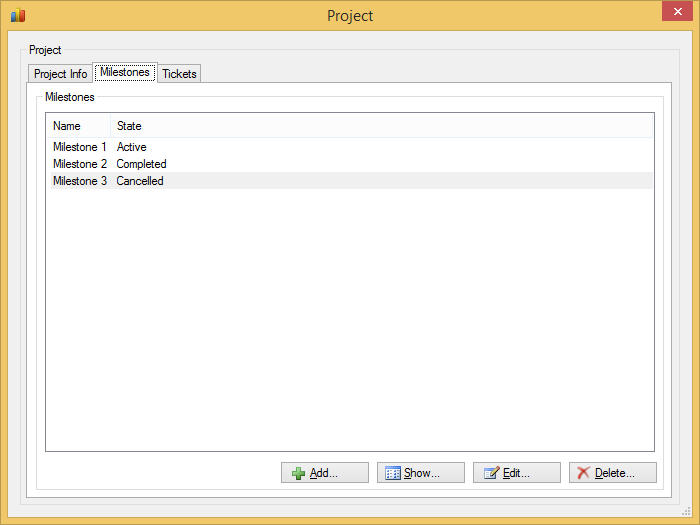 Project
Project
Project Info Milestones Tickets
Milestones
Name State
Milestone 1 Active
Milestone 2 Completed
Milestone 3 Cancelled
Add... Show... Edit... Delete...